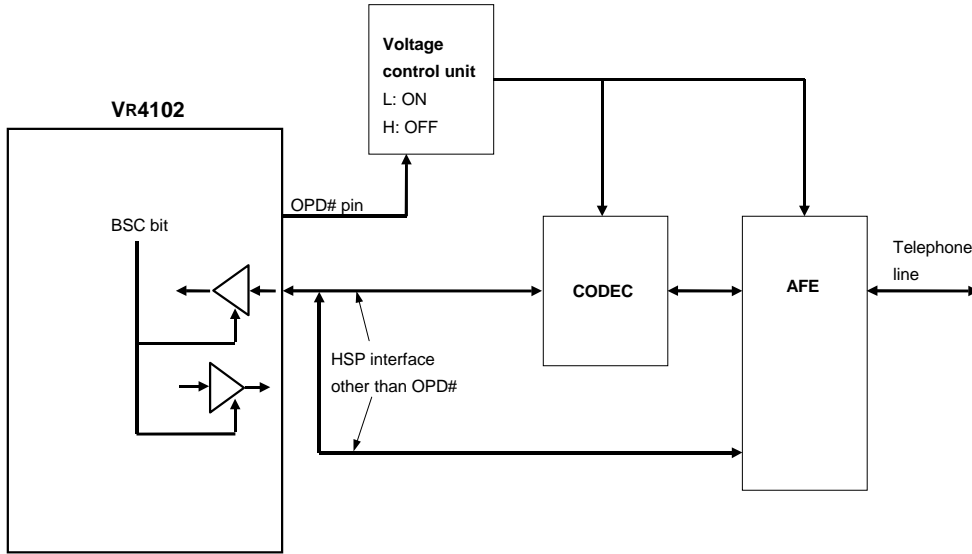 Voltage
control unit
L: ON
H: OFF
VR4102
OPD# pin
BSC bit
CODEC
AFE
Telephone
line
HSP interface
other than OPD#